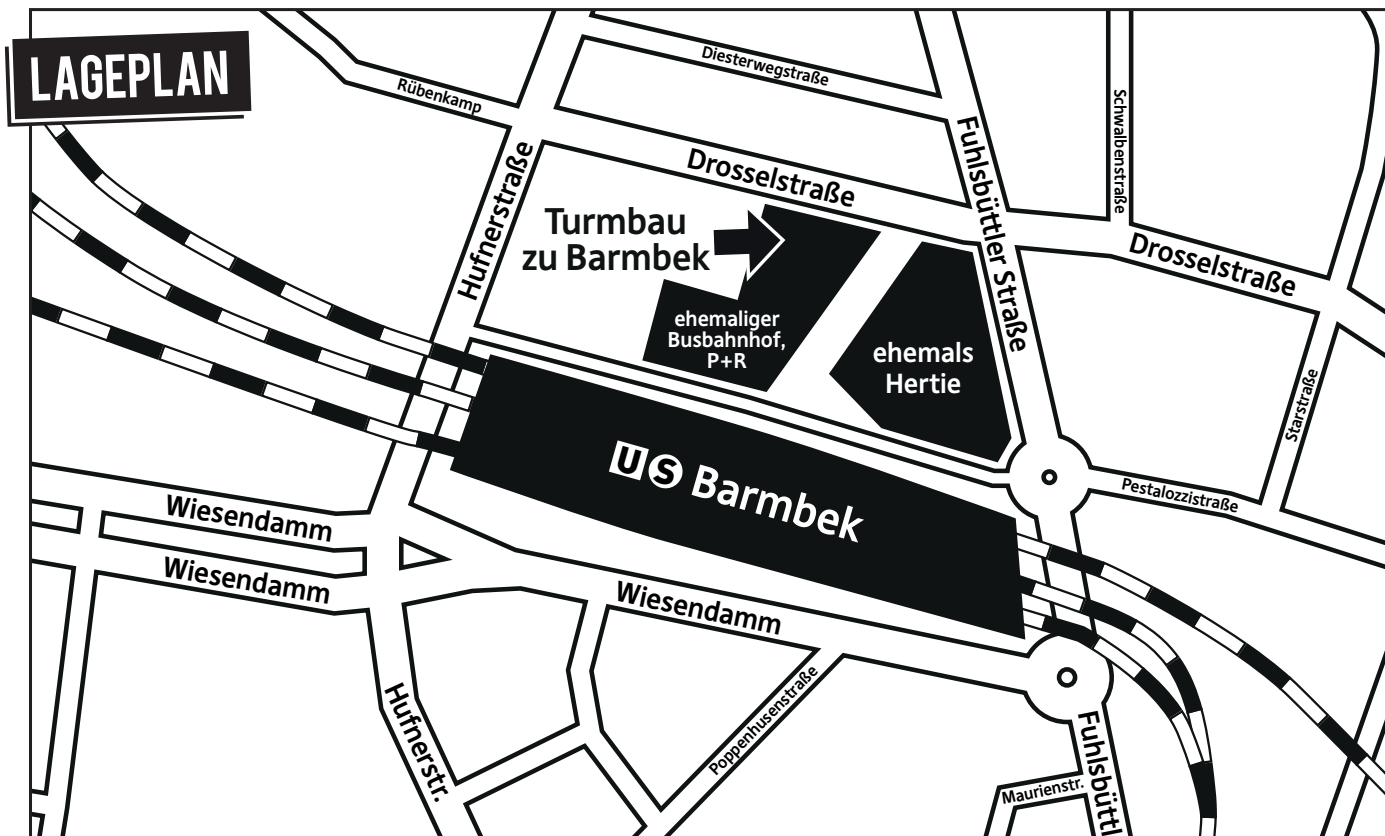 LAGEPLAN
Diesterwegstraße
Rübenkamp
Schwalbenstraße
Fuhlsbüttler Straße
Drosselstraße
Hufnerstraße
Turmbau
zu Barmbek
Drosselstraße
ehemaliger
Busbahnhof,
P+R
ehemals
Hertie
Starstraße
U S Barmbek
Pestalozzistraße
Wiesendamm
Wiesendamm
Wiesendamm
Poppenhusenstraße
Hufnerstr.
Fuhlsbüttl
Maurienstr.